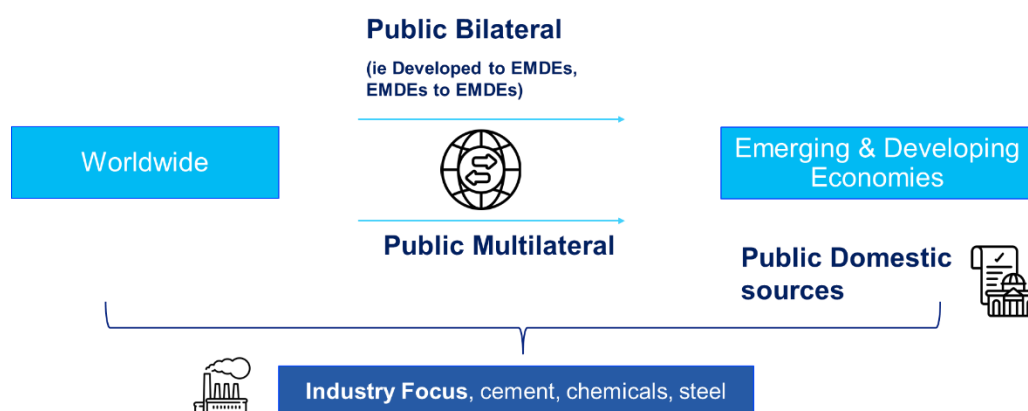 Public Bilateral
(ie Developed to EMDEs,
EMDEs to EMDEs)
Worldwide
Emerging & Developing
Economies
Public Multilateral
Public Domestic
sources
Industry Focus, cement, chemicals, steel